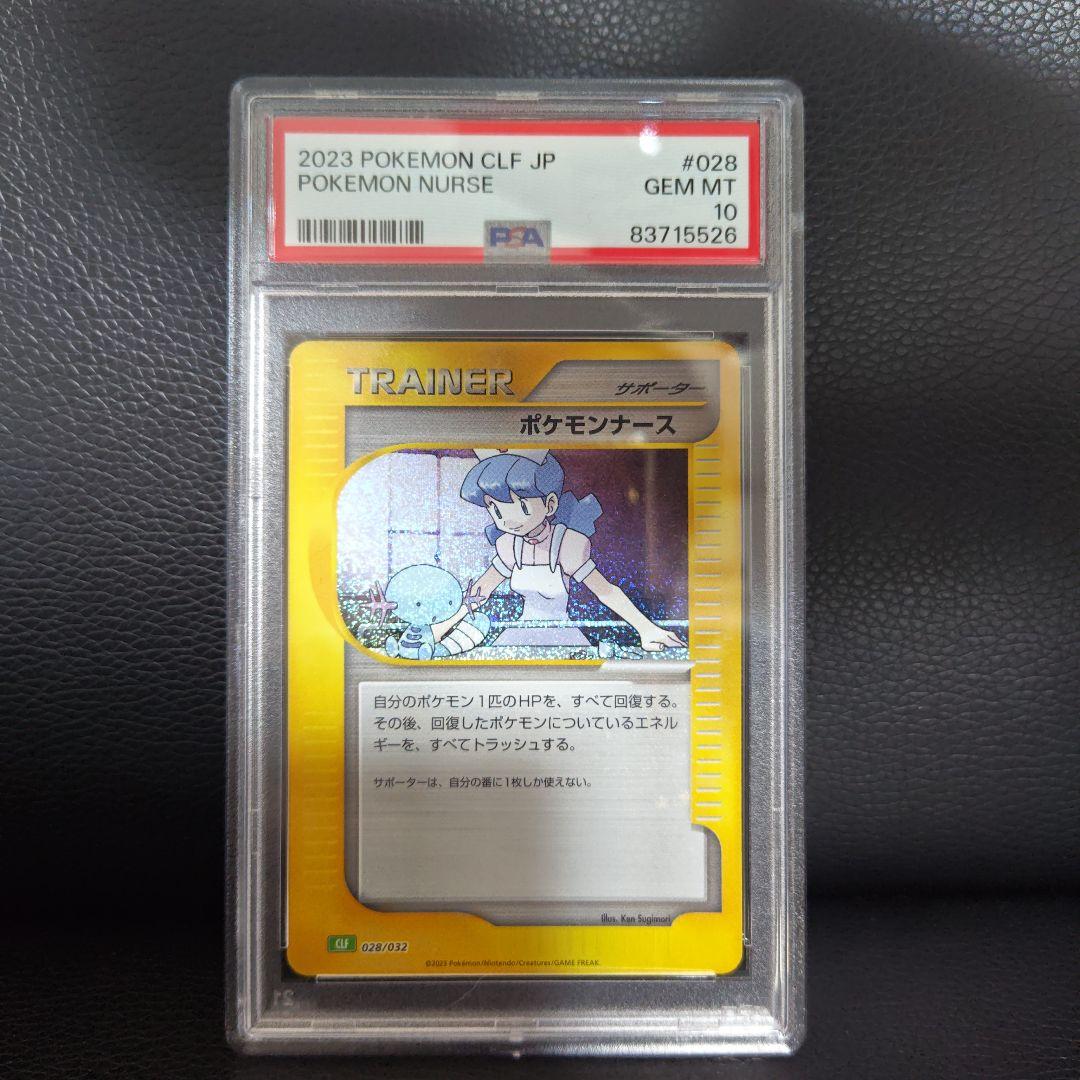 2023 POKEMON CLF JP
#028
POKEMON NURSE
GEM MT
10
PSA
83715526
TRAINER
サポーター
ポケモンナース
自分のポケモン1匹のHPを、すべて回復する。
その後、回復したポケモンについているエネル
ギーを、すべてトラッシュする。
サポーターは、自分の番に1枚しか使えない。
Illus. Ken Sugimori
CLF 028/032
©2023 Pokémon/Nintendo/Creatures/GAME FREAK.